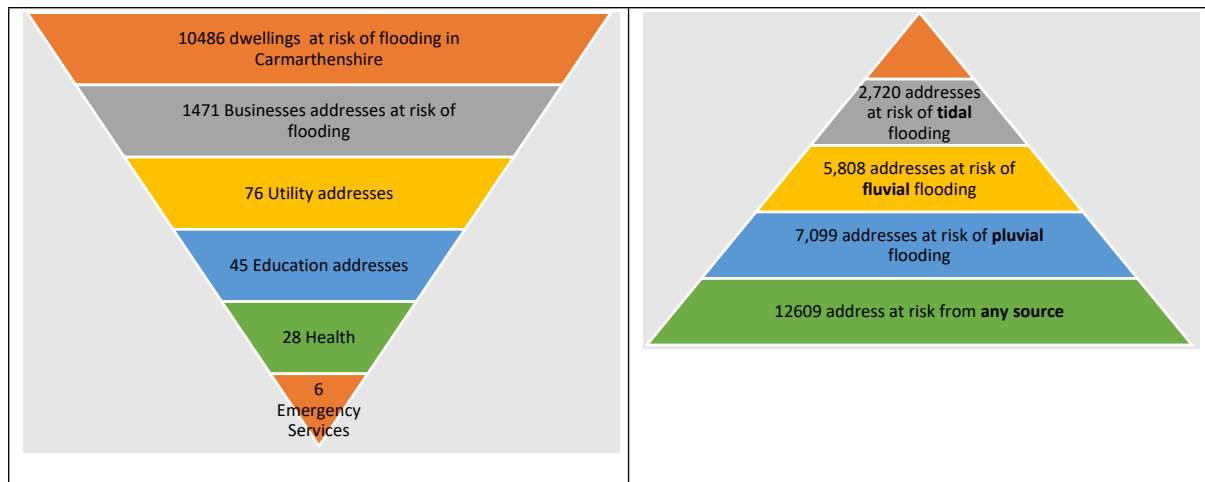 10486 dwellings at risk of flooding in
Carmarthenshire
1471 Businesses addresses at risk of
flooding
76 Utility addresses
45 Education addresses
28 Health
6
Emergency
Services
2,720 addresses
at risk of tidal
flooding
5,808 addresses at risk of
fluvial flooding
7,099 addresses at risk of pluvial
flooding
12609 address at risk from any source